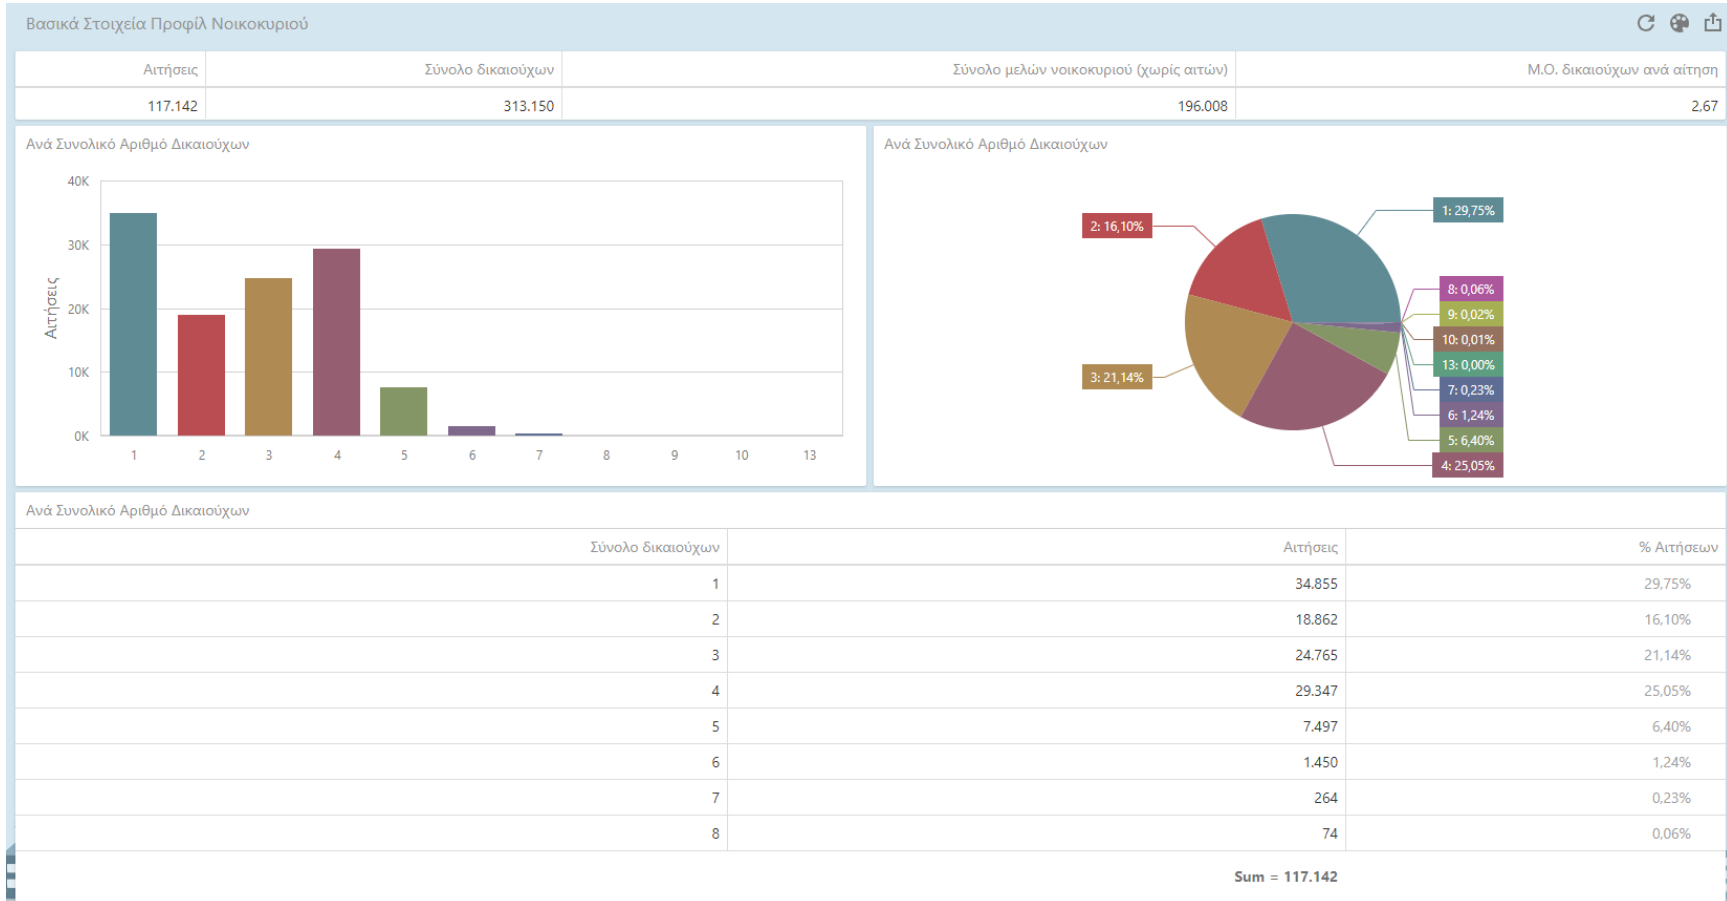 Βασικά Στοιχεία Προφίλ Νοικοκυριού
Αιτήσεις Σύνολο δικαιούχων Σύνολο μελών νοικοκυριού (χωρίς αιτών) Μ.Ο. δικαιούχων ανά αίτηση
117.142 313.150 196.008 2,67
Ανά Συνολικό Αριθμό Δικαιούχων
40K
30K
20K
10K
0K
Αιτήσεις
1 2 3 4 5 6 7 8 9 10 13
Ανά Συνολικό Αριθμό Δικαιούχων
1: 29,75%
2: 16,10%
8: 0,06%
9: 0,02%
10: 0,01%
13: 0,00%
3: 21,14%
7: 0,23%
6: 1,24%
5: 6,40%
4: 25,05%
Ανά Συνολικό Αριθμό Δικαιούχων
Σύνολο δικαιούχων Αιτήσεις % Αιτήσεων
1 34.855 29,75%
2 18.862 16,10%
3 24.765 21,14%
4 29.347 25,05%
5 7.497 6,40%
6 1.450 1,24%
7 264 0,23%
8 74 0,06%
Sum = 117.142